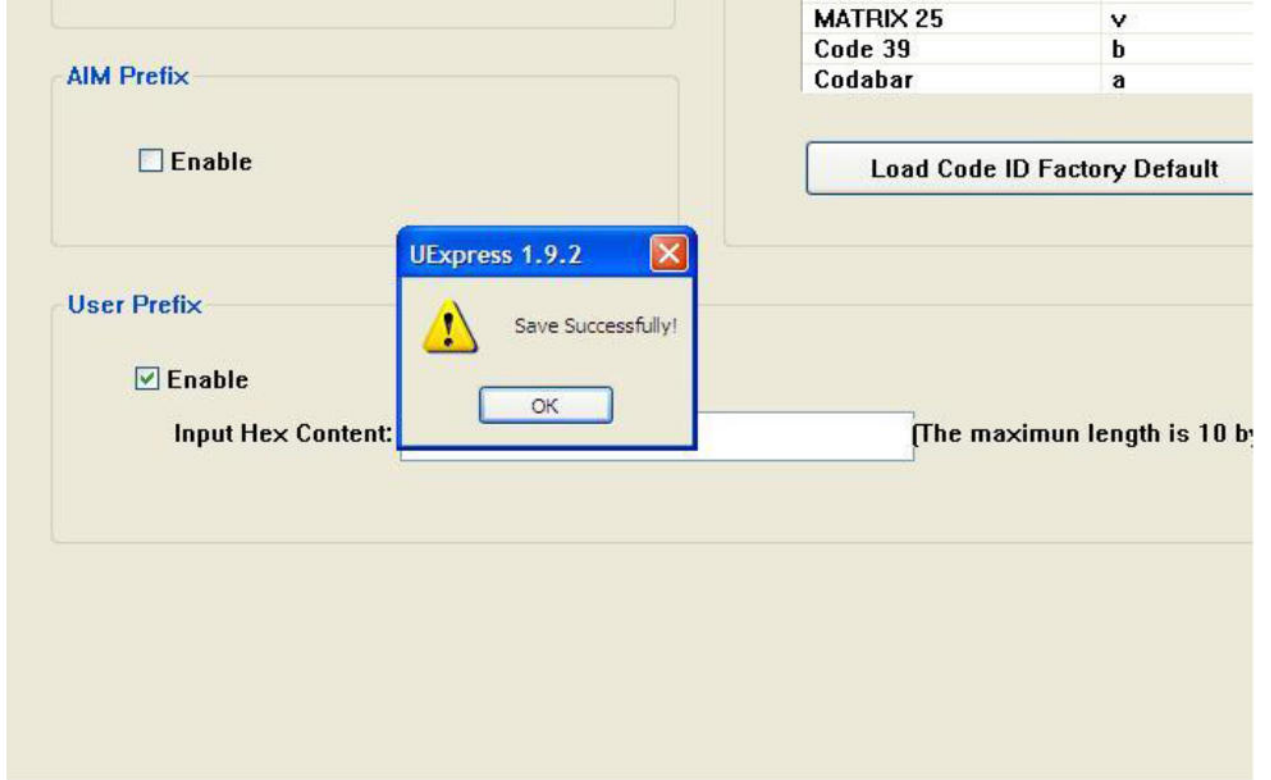 MATRIX 25 v
Code 39 b
Codabar a
AIM Prefix
Enable
Load Code ID Factory Default
UExpress 1.9.2
Save Successfully!
OK
User Prefix
Enable
Input Hex Content:
(The maximun length is 10